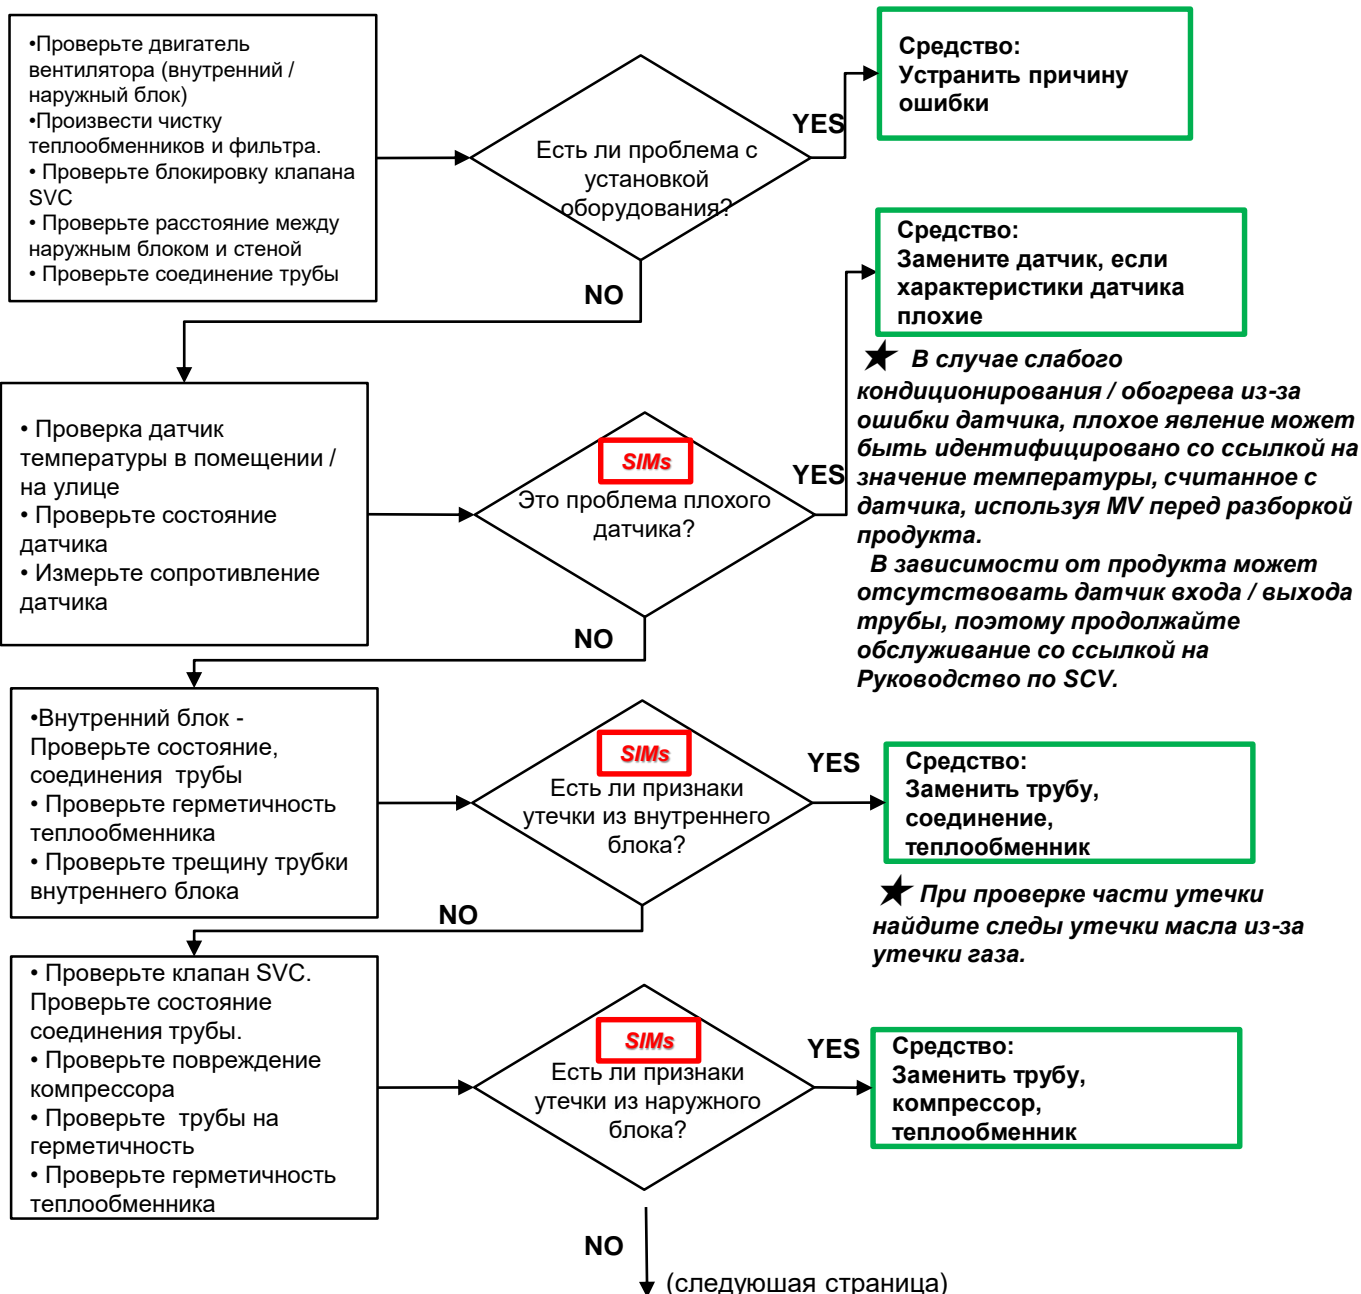 •Проверьте двигатель
вентилятора (внутренний /
наружный блок)
•Произвести чистку
теплообменников и фильтра.
• Проверьте блокировку клапана
SVC
• Проверьте расстояние между
наружным блоком и стеной
• Проверьте соединение трубы
Есть ли проблема с
установкой
оборудования?
YES
Средство:
Устранить причину
ошибки
NO
• Проверка датчик
температуры в помещении /
на улице
• Проверьте состояние
датчика
• Измерьте сопротивление
датчика
SIMs
Это проблема плохого
датчика?
YES
Средство:
Замените датчик, если
характеристики датчика
плохие
★ В случае слабого
кондиционирования / обогрева из-за
ошибки датчика, плохое явление может
быть идентифицировано со ссылкой на
значение температуры, считанное с
датчика, используя MV перед разборкой
продукта.
В зависимости от продукта может
отсутствовать датчик входа / выхода
трубы, поэтому продолжайте
обслуживание со ссылкой на
Руководство по SCV.
NO
•Внутренний блок -
Проверьте состояние,
соединения трубы
• Проверьте герметичность
теплообменника
• Проверьте трещину трубки
внутреннего блока
SIMs
Есть ли признаки
утечки из внутреннего
блока?
YES
Средство:
Заменить трубу,
соединение,
теплообменник
★ При проверке части утечки
найдите следы утечки масла из-за
утечки газа.
NO
• Проверьте клапан SVC.
Проверьте состояние
соединения трубы.
• Проверьте повреждение
компрессора
• Проверьте трубы на
герметичность
• Проверьте герметичность
теплообменника
SIMs
Есть ли признаки
утечки из наружного
блока?
YES
Средство:
Заменить трубу,
компрессор,
теплообменник
NO
(следующая страница)